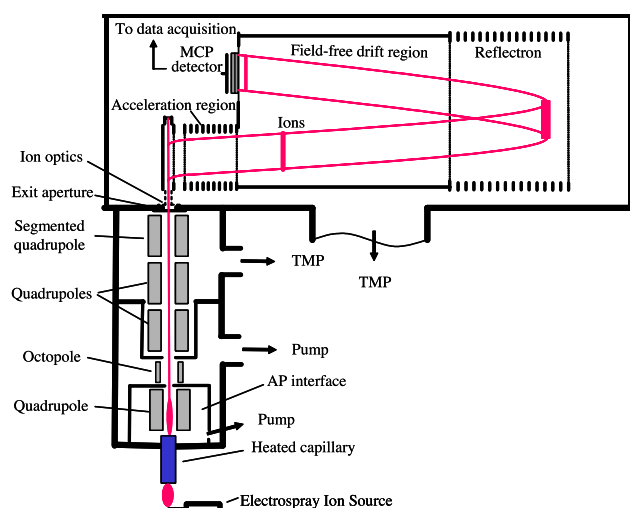 To data acquisition
MCP
detector
Field-free drift region
Reflectron
Acceleration region
Ions
Ion optics
Exit aperture
Segmented
quadrupole
TMP
TMP
Quadrupoles
Pump
Octopole
AP interface
Quadrupole
Pump
Heated capillary
Electrospray Ion Source